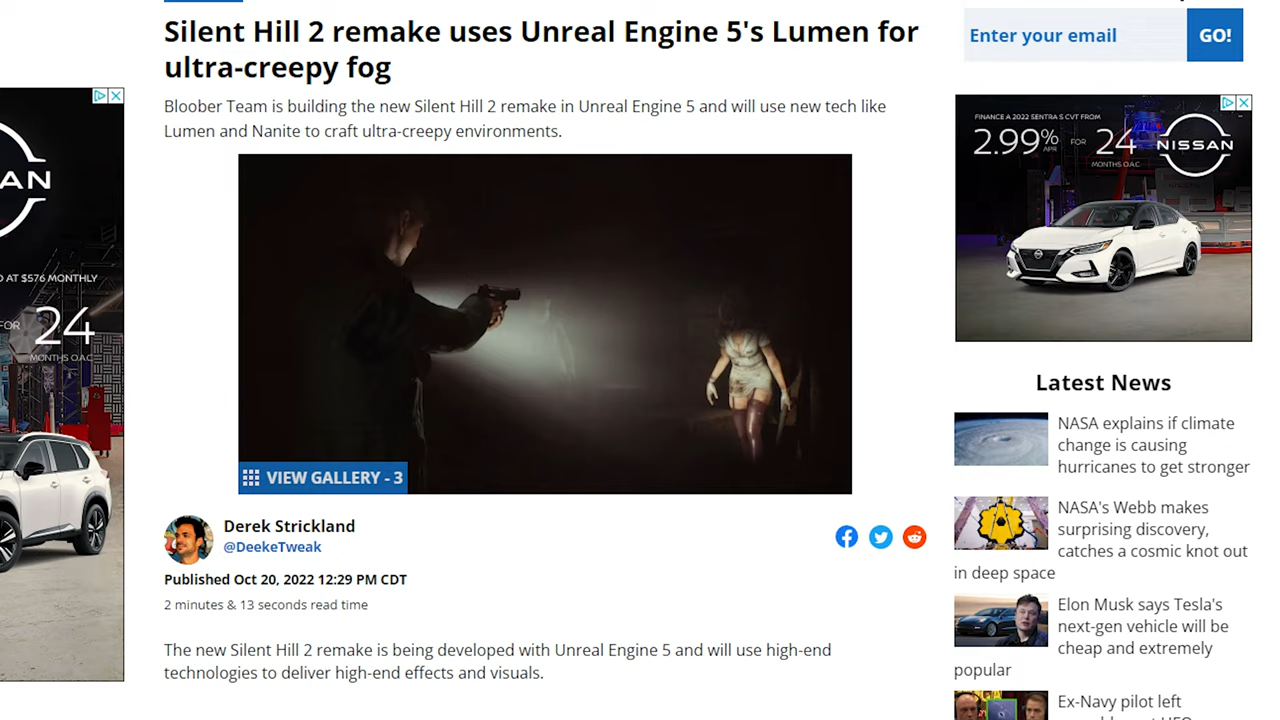 Silent Hill 2 remake uses Unreal Engine 5's Lumen for
ultra-creepy fog
Bloober Team is building the new Silent Hill 2 remake in Unreal Engine 5 and will use new tech like
Lumen and Nanite to craft ultra-creepy environments.
VIEW GALLERY - 3
Derek Strickland
@DeekeTweak
Published Oct 20, 2022 12:29 PM CDT
2 minutes & 13 seconds read time
The new Silent Hill 2 remake is being developed with Unreal Engine 5 and will use high-end
technologies to deliver high-end effects and visuals.
AN
D AT $576 MONTHLY
FOR 24
MONTHS O.A.C.
Enter your email
GO!
FINANCE A 2022 SENTRA S CVT FROM
2.99% APR FOR 24 MONTHS O.A.C.
NISSAN
Latest News
NASA explains if climate
change is causing
hurricanes to get stronger
NASA's Webb makes
surprising discovery,
catches a cosmic knot out
in deep space
Elon Musk says Tesla's
next-gen vehicle will be
cheap and extremely
popular
Ex-Navy pilot left